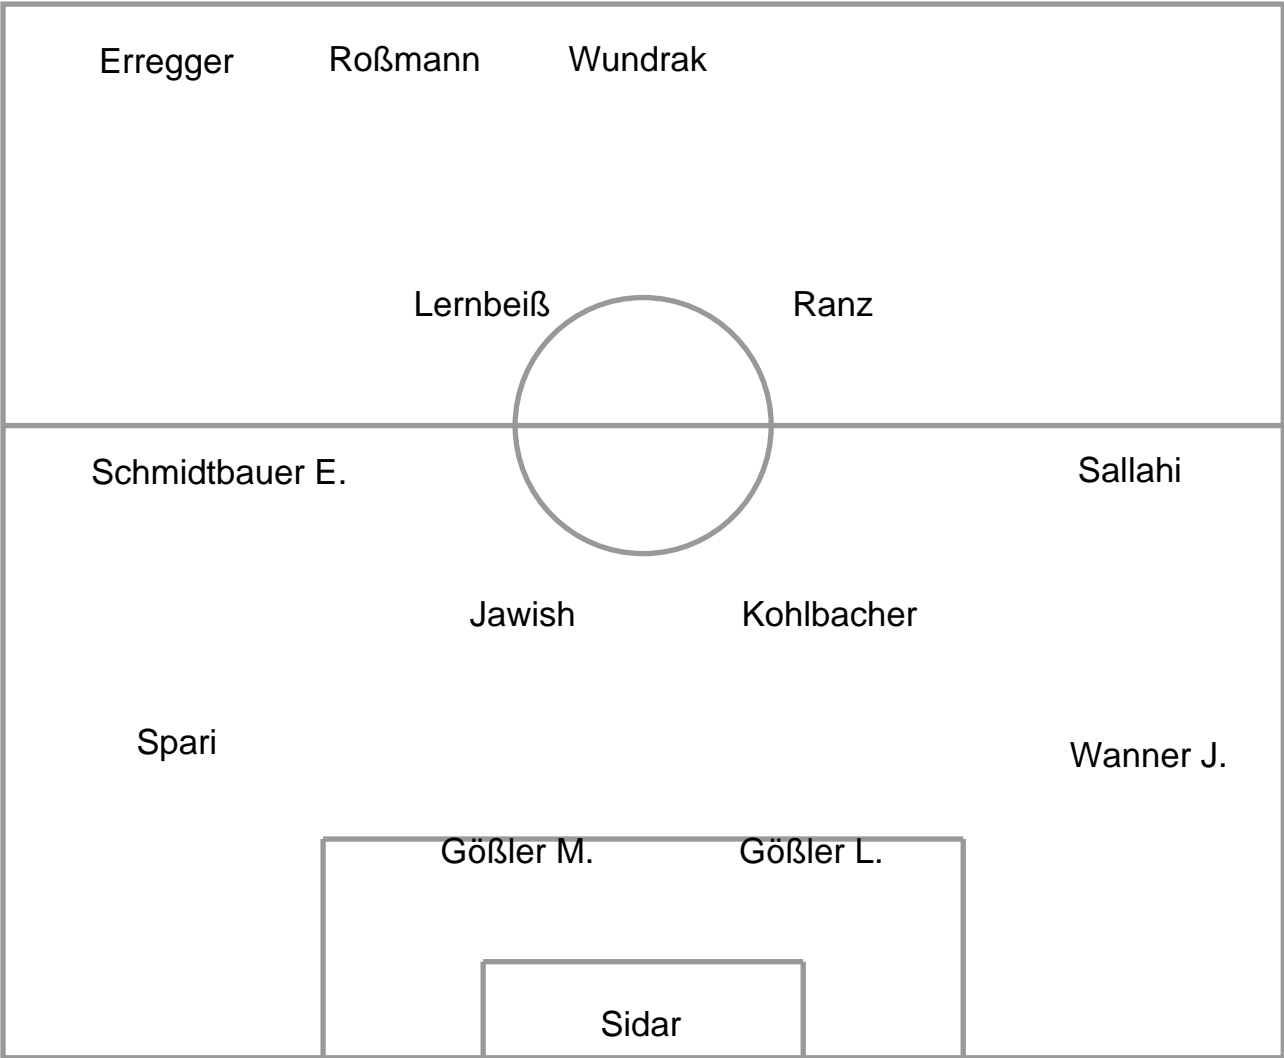 Erregger Roßmann Wundrak
Lernbeiß Ranz
Schmidtbauer E. Sallahi
Jawish Kohlbacher
Spari Wanner J.
Gößler M. Gößler L.
Sidar